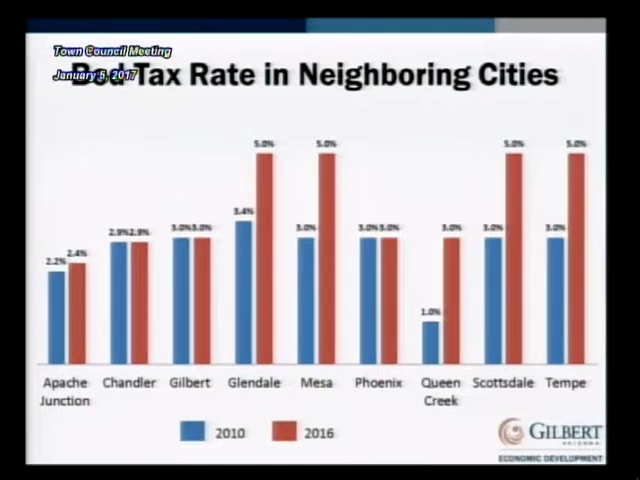 Town Council Meeting
January 5, 2017
Bed Tax Rate in Neighboring Cities
2.2% 2.4% 2.9% 2.9% 3.0% 3.0% 3.4% 5.0% 3.0% 5.0% 3.0% 3.0% 1.0% 3.0% 3.0% 5.0% 3.0% 5.0%
Apache Junction
Chandler
Gilbert
Glendale
Mesa
Phoenix
Queen Creek
Scottsdale
Tempe
2010 2016
GILBERT
ARIZONA
ECONOMIC DEVELOPMENT